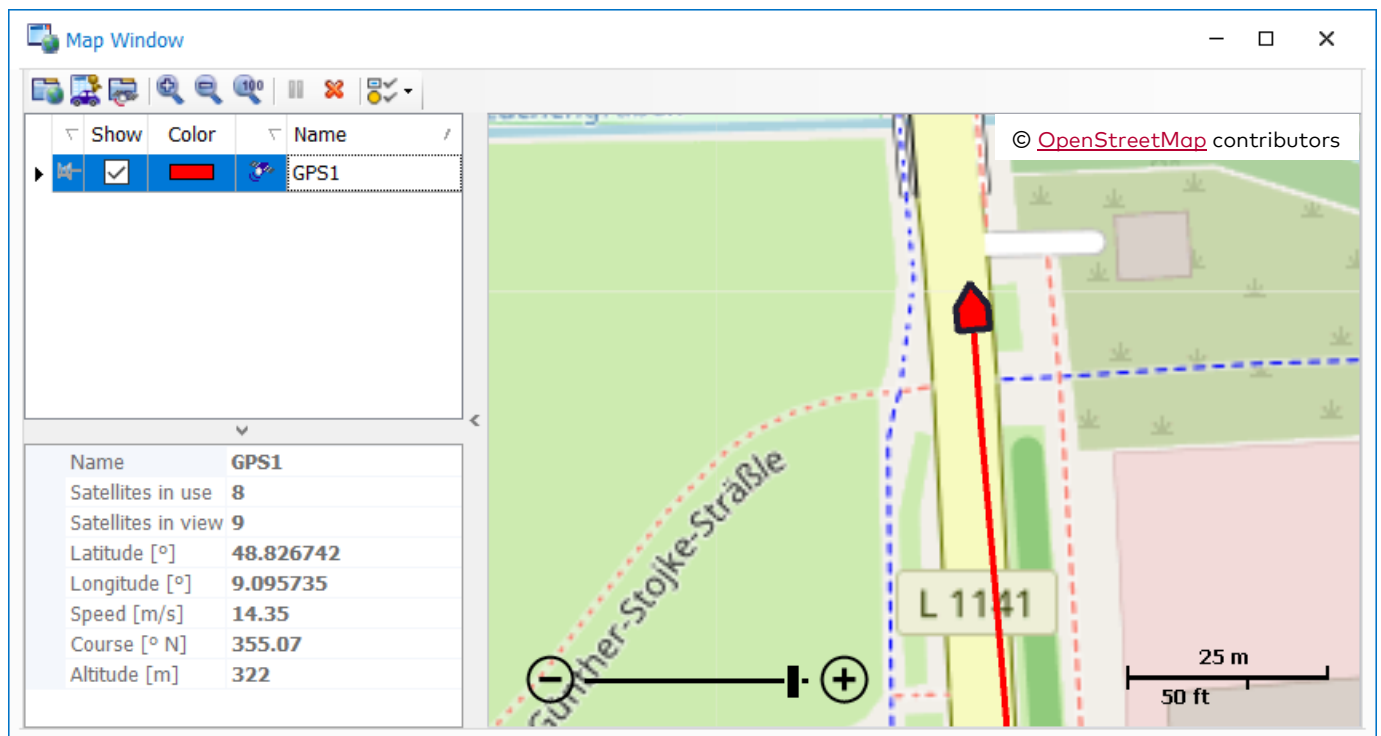 Map Window
100
Show Color Name
GPS1
Name GPS1
Satellites in use 8
Satellites in view 9
Latitude [°] 48.826742
Longitude [°] 9.095735
Speed [m/s] 14.35
Course [° N] 355.07
Altitude [m] 322
© OpenStreetMap contributors
Günther-Stojke-Sträßle
L 1141
25 m
50 ft